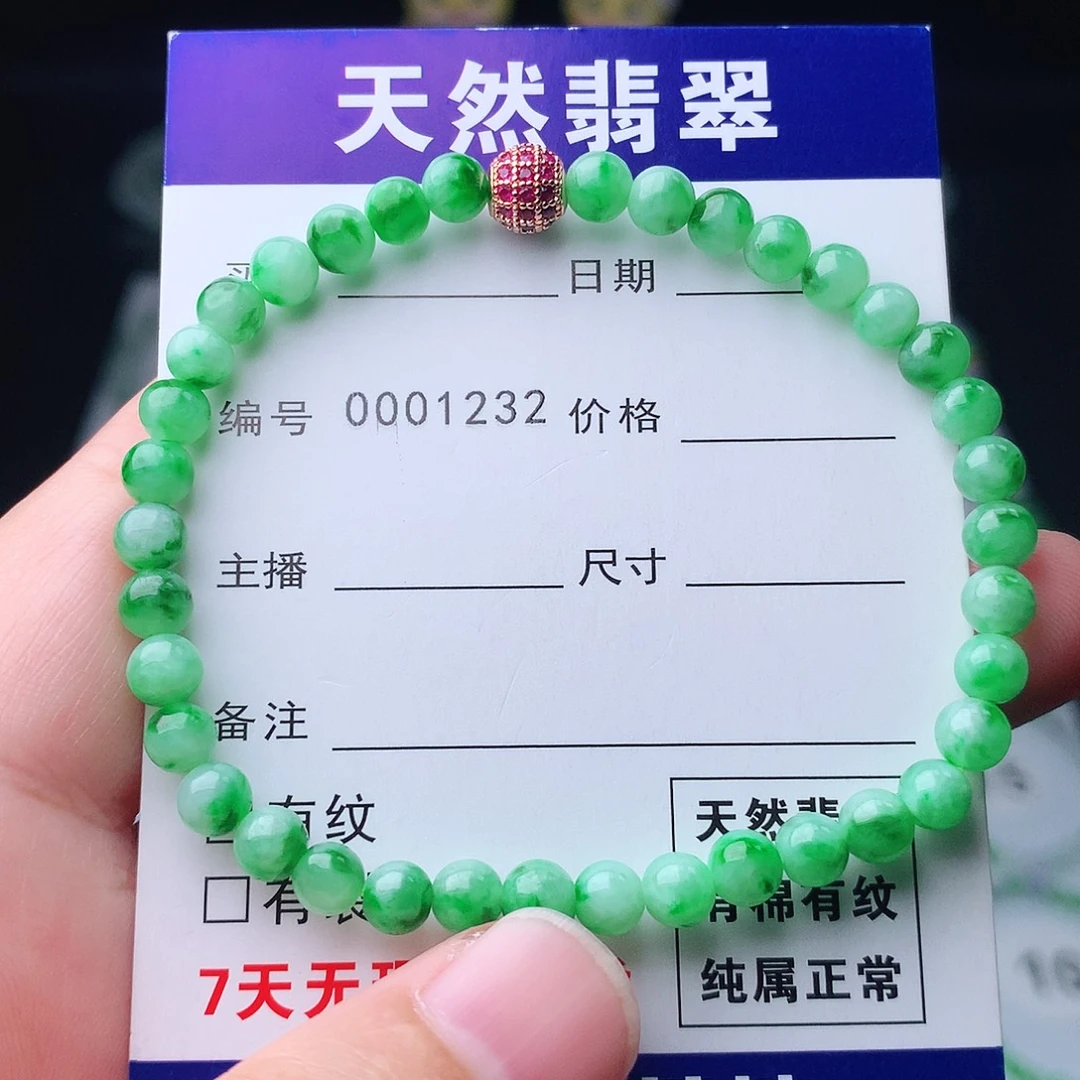 天然翡翠
日期
编号 0001232 价格
主播 尺寸
备注
有纹
天然翡
□有
有棉有纹
7天无
纯属正常